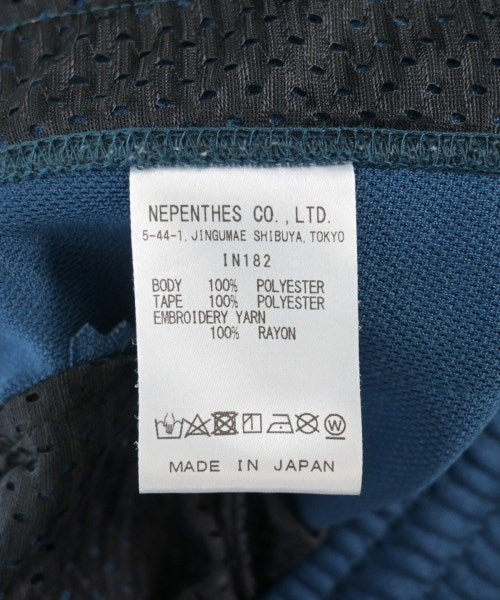 NEPENTHES CO., LTD.
5-44-1, JINGUMAE SHIBUYA, TOKYO
IN182
BODY 100% POLYESTER
TAPE 100% POLYESTER
EMBROIDERY YARN
100% RAYON
W
MADE IN JAPAN